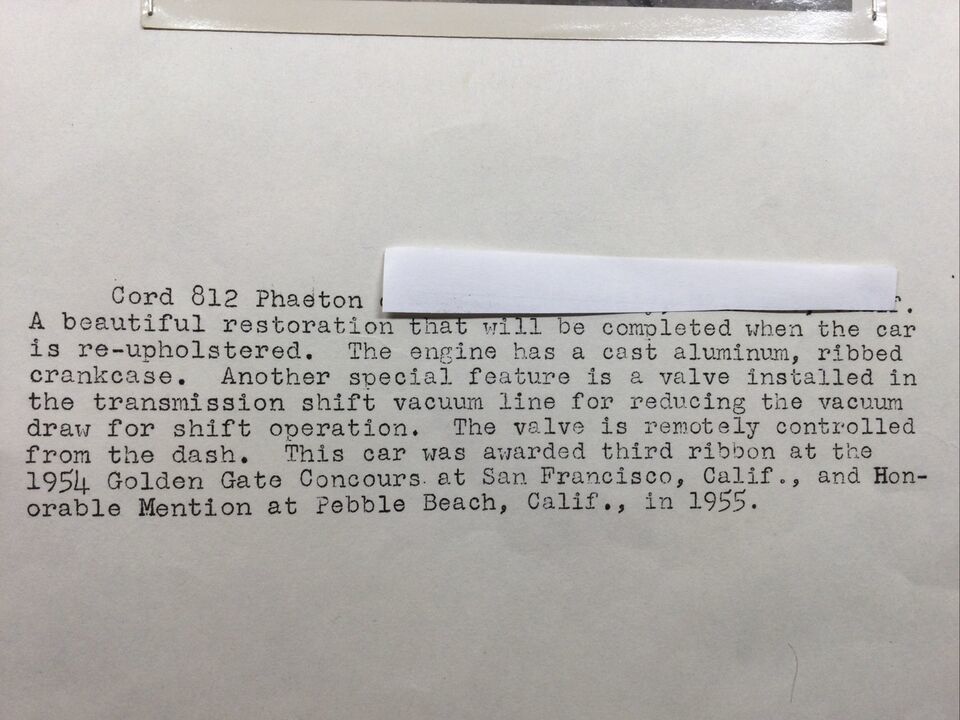 Cord 812 Phaeton
A beautiful restoration that will be completed when the car
is re-upholstered. The engine has a cast aluminum, ribbed
crankcase. Another special feature is a valve installed in
the transmission shift vacuum line for reducing the vacuum
draw for shift operation. The valve is remotely controlled
from the dash. This car was awarded third ribbon at the
1954 Golden Gate Concours at San Francisco, Calif., and Hon-
orable Mention at Pebble Beach, Calif., in 1955.